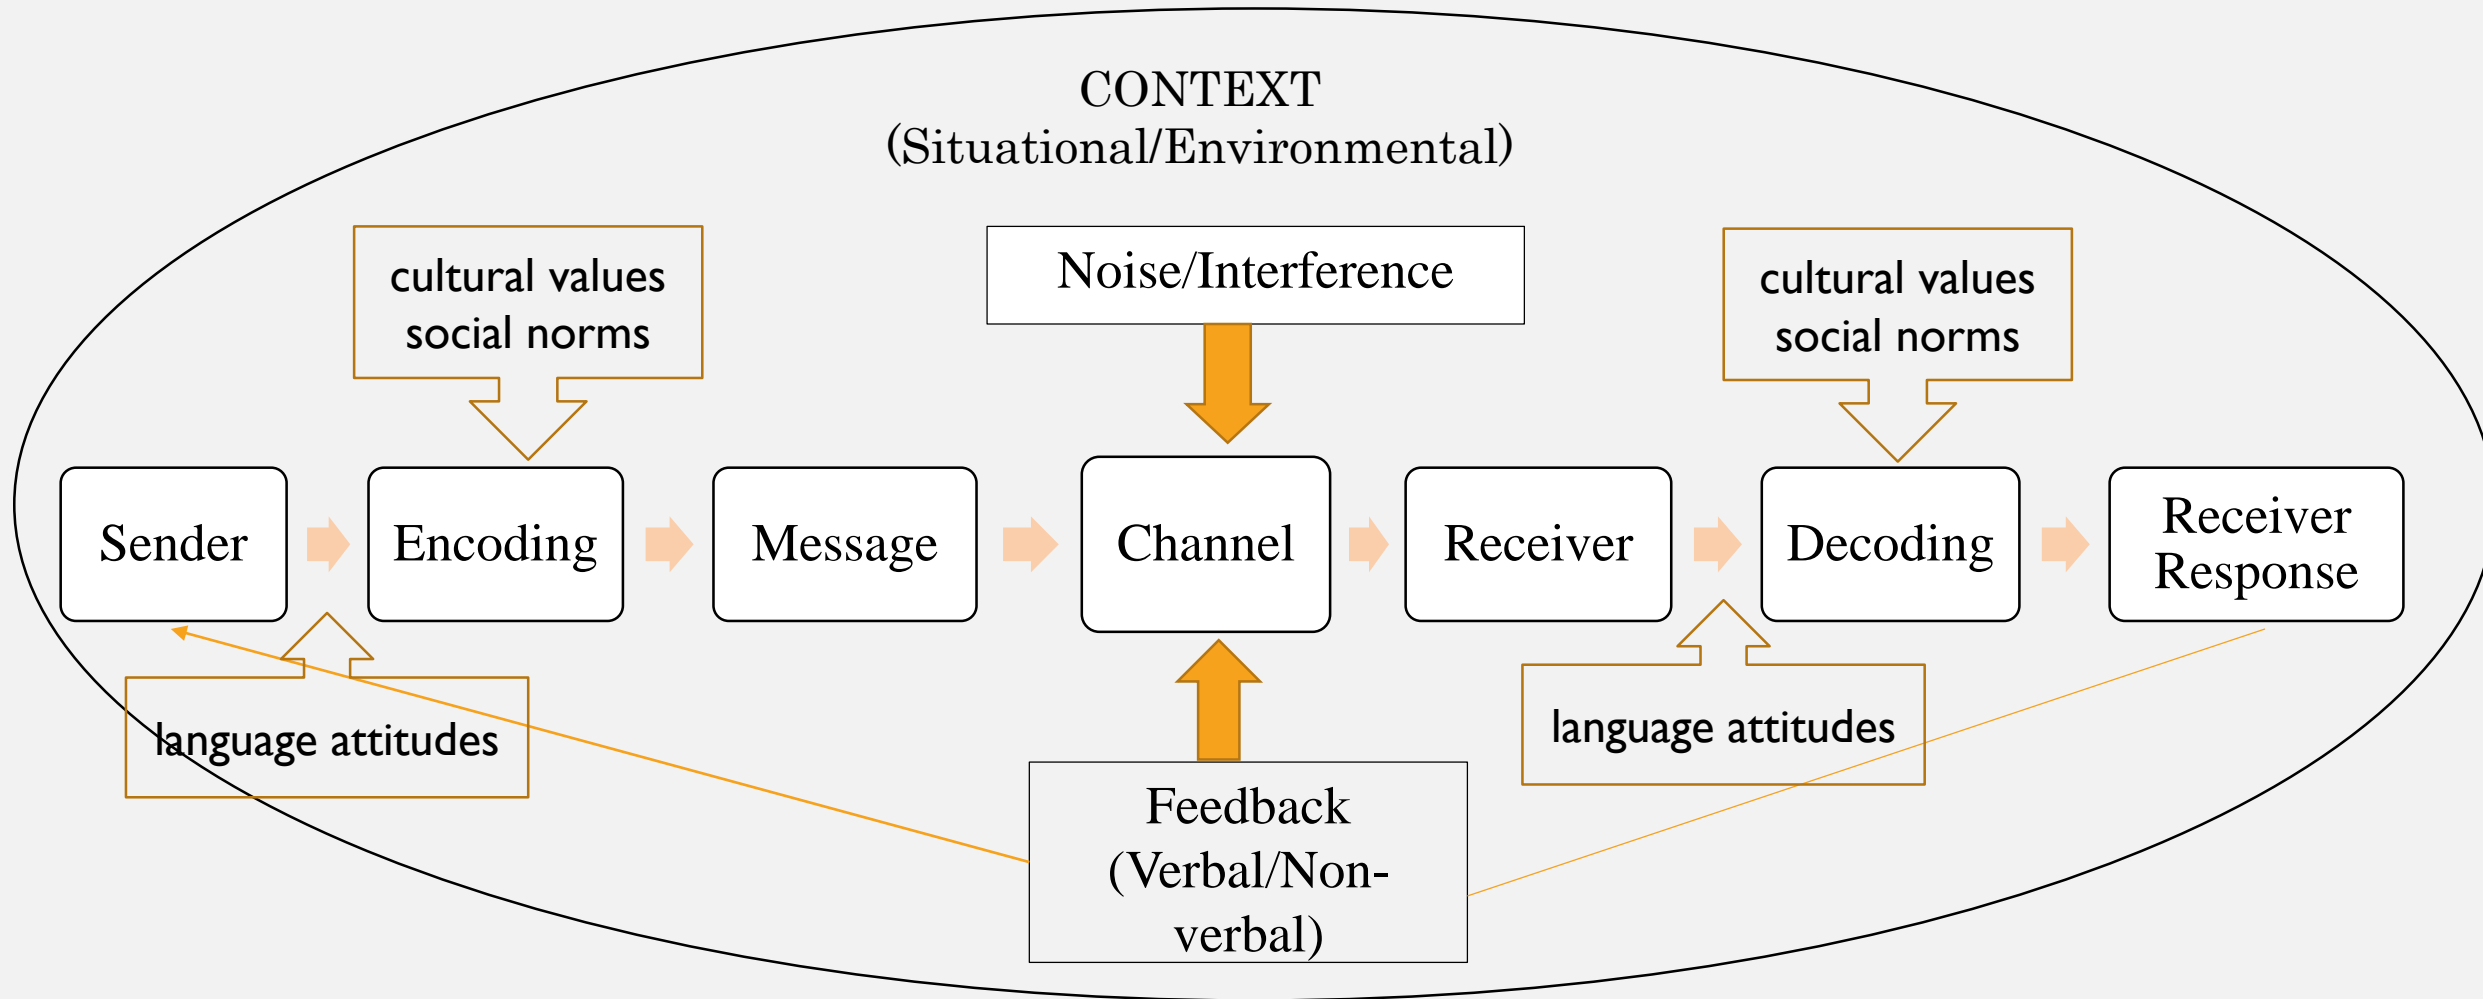 CONTEXT
(Situational/Environmental)
cultural values
social norms
Noise/Interference
cultural values
social norms
Sender
Encoding
Message
Channel
Receiver
Decoding
Receiver
Response
language attitudes
language attitudes
Feedback
(Verbal/Non-
verbal)